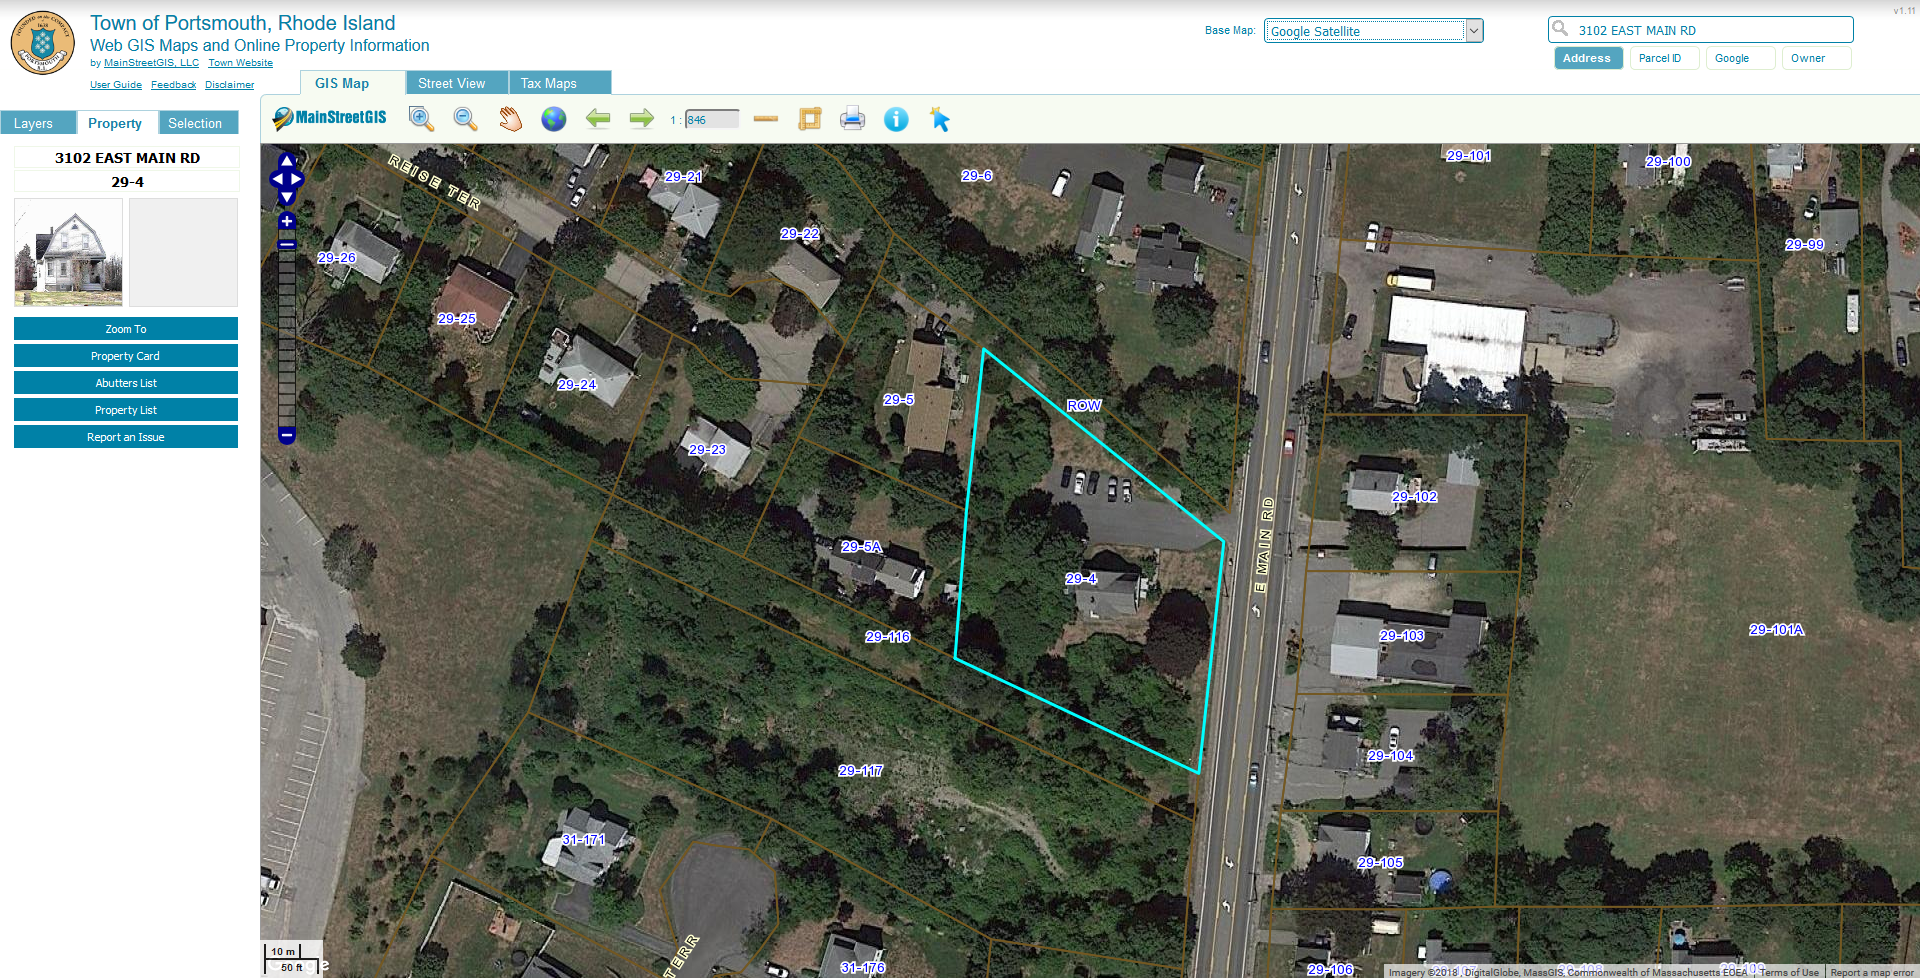 v1.11
Town of Portsmouth, Rhode Island
Web GIS Maps and Online Property Information
by MainStreetGIS, LLC Town Website
User Guide Feedback Disclaimer
Base Map: Google Satellite
3102 EAST MAIN RD
Address Parcel ID Google Owner
GIS Map Street View Tax Maps
Layers Property Selection
MainStreetGIS
1 : 846
3102 EAST MAIN RD
29-4
Zoom To
Property Card
Abutters List
Property List
Report an Issue
REISE TER
29-21
29-6
29-101
29-100
29-22
29-99
29-26
29-25
29-24
29-5
ROW
29-23
29-102
29-5A
E MAIN RD
29-4
29-116
29-103
29-101A
29-104
29-117
31-171
29-105
TERR
31-176
29-106
10 m
50 ft
Imagery ©2018, DigitalGlobe, MassGIS, Commonwealth of Massachusetts EOEA
Terms of Use
Report a map error